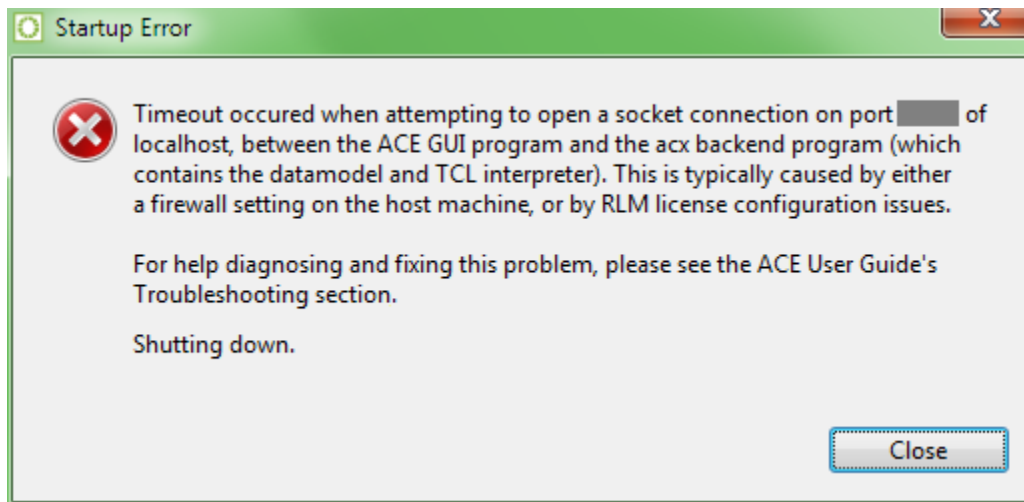 Startup Error
Timeout occured when attempting to open a socket connection on port of
localhost, between the ACE GUI program and the acx backend program (which
contains the datamodel and TCL interpreter). This is typically caused by either
a firewall setting on the host machine, or by RLM license configuration issues.
For help diagnosing and fixing this problem, please see the ACE User Guide's
Troubleshooting section.
Shutting down.
Close